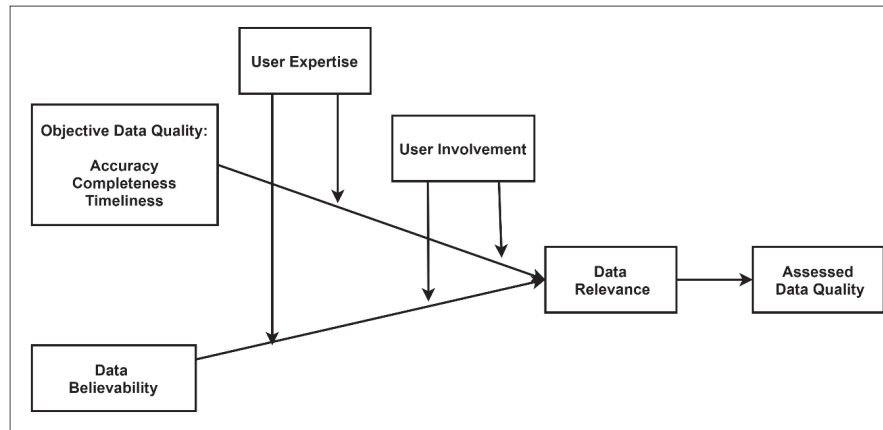 User Expertise
Objective Data Quality:
Accuracy
Completeness
Timeliness
User Involvement
Data
Relevance
Assessed
Data Quality
Data
Believability